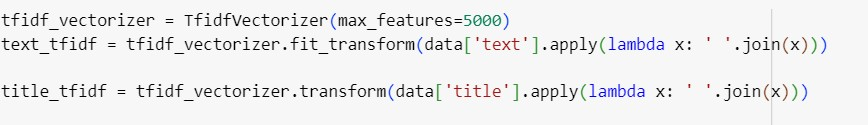 tfidf_vectorizer = TfidfVectorizer(max_features=5000)
text_tfidf = tfidf_vectorizer.fit_transform(data['text'].apply(lambda x: ' '.join(x)))
title_tfidf = tfidf_vectorizer.transform(data['title'].apply(lambda x: ' '.join(x)))